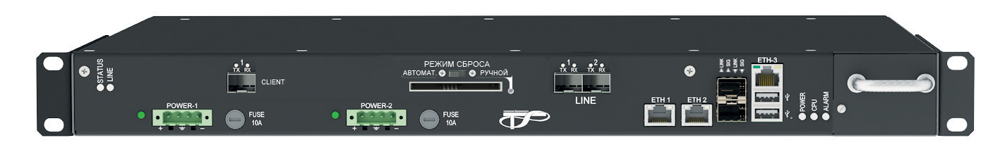 STATUS
LINE
1
TX RX
CLIENT
POWER-1
+ −
FUSE
10A
РЕЖИМ СБРОСА
АВТОМАТ. РУЧНОЙ
POWER-2
+ −
FUSE
10A
1 2
TX RX TX RX
LINE
ETH 1 ETH 2
LINK
SIG
LINK
SIG
ETH-3
POWER
CPU
ALARM